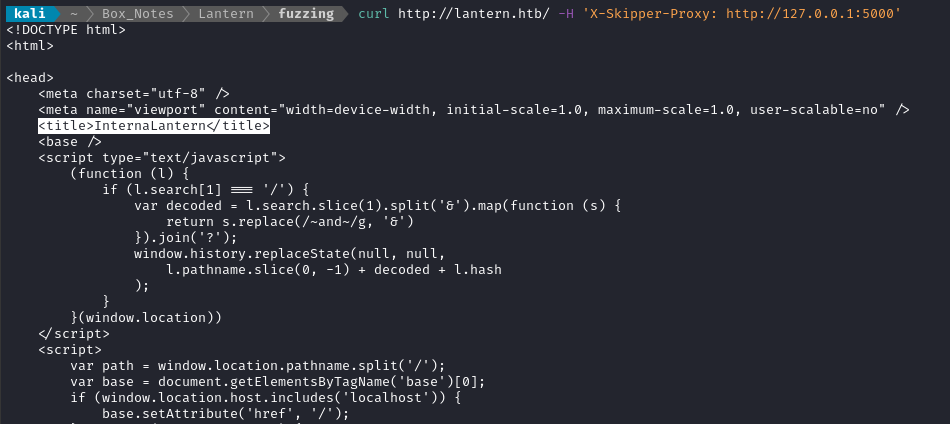 kali ~ Box_Notes Lantern fuzzing curl http://lantern.htb/ -H 'X-Skipper-Proxy: http://127.0.0.1:5000'
<!DOCTYPE html>
<html>
<head>
<meta charset="utf-8" />
<meta name="viewport" content="width=device-width, initial-scale=1.0, maximum-scale=1.0, user-scalable=no" />
<title>InternaLantern</title>
<base />
<script type="text/javascript">
(function (l) {
if (l.search[1] === '/') {
var decoded = l.search.slice(1).split('&').map(function (s) {
return s.replace(/~and~/g, '&')
}).join('?');
window.history.replaceState(null, null,
l.pathname.slice(0, -1) + decoded + l.hash
);
}
}(window.location))
</script>
<script>
var path = window.location.pathname.split('/');
var base = document.getElementsByTagName('base')[0];
if (window.location.host.includes('localhost')) {
base.setAttribute('href', '/');